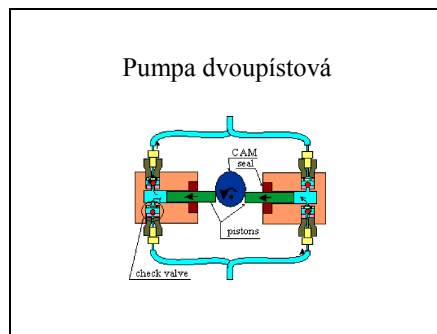 Pumpa dvoupístová
CAM
seal
pistons
check valve